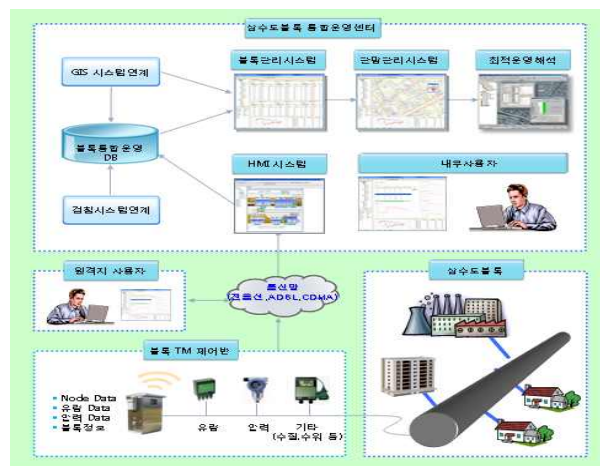 상수도블록 통합운영센터
GIS 시스템연계
블록관리시스템
관망관리시스템
최적운영해석
블록통합운영
DB
HMI 시스템
내부사용자
검침시스템연계
원격지 사용자
통신망
(전용선,ADSL,CDMA)
상수도블록
블록 TM 제어반
▪ Node Data
▪ 유량 Data
▪ 압력 Data
▪ 블록정보
유량
압력
기타
(수질,수위 등)